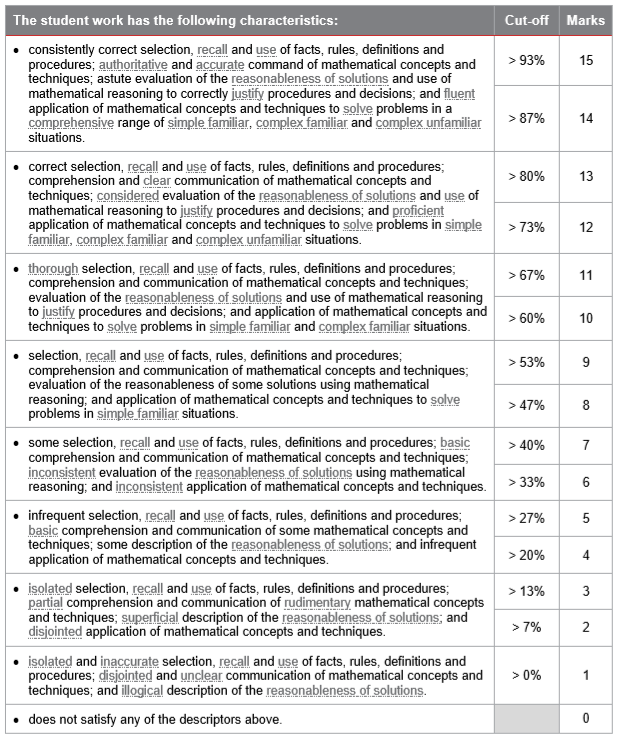 The student work has the following characteristics: Cut-off Marks
• consistently correct selection, recall and use of facts, rules, definitions and
procedures; authoritative and accurate command of mathematical concepts and
techniques; astute evaluation of the reasonableness of solutions and use of
mathematical reasoning to correctly justify procedures and decisions; and fluent
application of mathematical concepts and techniques to solve problems in a
comprehensive range of simple familiar, complex familiar and complex unfamiliar
situations.
> 93% 15
> 87% 14
• correct selection, recall and use of facts, rules, definitions and procedures;
comprehension and clear communication of mathematical concepts and
techniques; considered evaluation of the reasonableness of solutions and use of
mathematical reasoning to justify procedures and decisions; and proficient
application of mathematical concepts and techniques to solve problems in simple
familiar, complex familiar and complex unfamiliar situations.
> 80% 13
> 73% 12
• thorough selection, recall and use of facts, rules, definitions and procedures;
comprehension and communication of mathematical concepts and techniques;
evaluation of the reasonableness of solutions and use of mathematical reasoning
to justify procedures and decisions; and application of mathematical concepts and
techniques to solve problems in simple familiar and complex familiar situations.
> 67% 11
> 60% 10
• selection, recall and use of facts, rules, definitions and procedures;
comprehension and communication of mathematical concepts and techniques;
evaluation of the reasonableness of some solutions using mathematical
reasoning; and application of mathematical concepts and techniques to solve
problems in simple familiar situations.
> 53% 9
> 47% 8
• some selection, recall and use of facts, rules, definitions and procedures; basic
comprehension and communication of mathematical concepts and techniques;
inconsistent evaluation of the reasonableness of solutions using mathematical
reasoning; and inconsistent application of mathematical concepts and techniques.
> 40% 7
> 33% 6
• infrequent selection, recall and use of facts, rules, definitions and procedures;
basic comprehension and communication of some mathematical concepts and
techniques; some description of the reasonableness of solutions; and infrequent
application of mathematical concepts and techniques.
> 27% 5
> 20% 4
• isolated selection, recall and use of facts, rules, definitions and procedures;
partial comprehension and communication of rudimentary mathematical concepts
and techniques; superficial description of the reasonableness of solutions; and
disjointed application of mathematical concepts and techniques.
> 13% 3
> 7% 2
• isolated and inaccurate selection, recall and use of facts, rules, definitions and
procedures; disjointed and unclear communication of mathematical concepts and
techniques; and illogical description of the reasonableness of solutions.
> 0% 1
• does not satisfy any of the descriptors above.
0